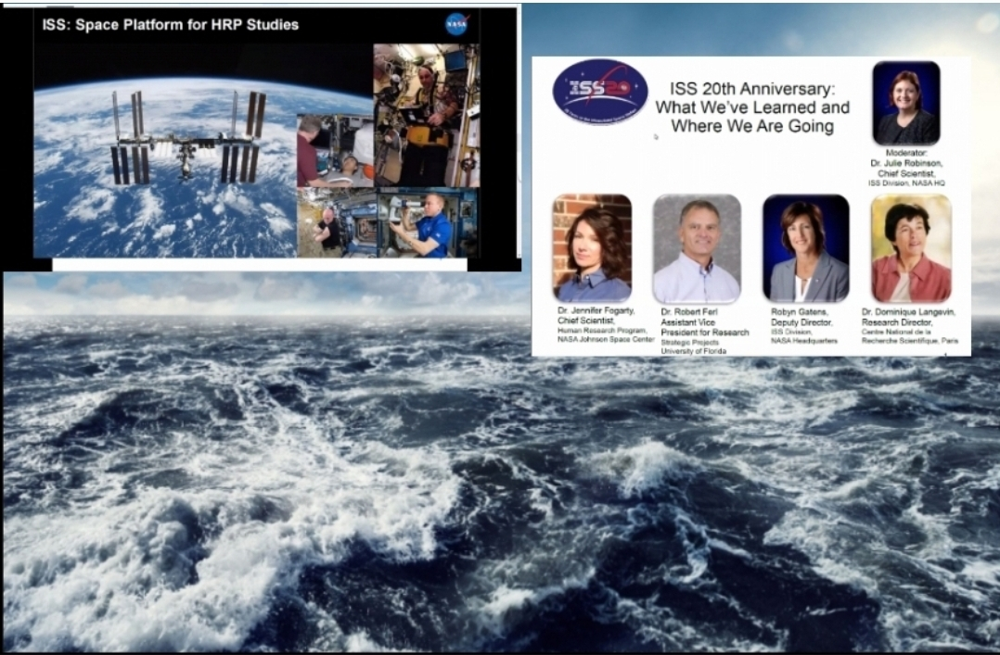 ISS: Space Platform for HRP Studies
NASA
ISS20
ISS 20th Anniversary:
What We've Learned and
Where We Are Going
Moderator:
Dr. Julie Robinson,
Chief Scientist,
ISS Division, NASA HQ
Dr. Jennifer Fogarty,
Chief Scientist,
Human Research Program,
NASA Johnson Space Center
Dr. Robert Ferl
Assistant Vice
President for Research
Strategic Projects
University of Florida
Robyn Gatens,
Deputy Director,
ISS Division,
NASA Headquarters
Dr. Dominique Langevin,
Research Director,
Centre National de la
Recherche Scientifique, Paris